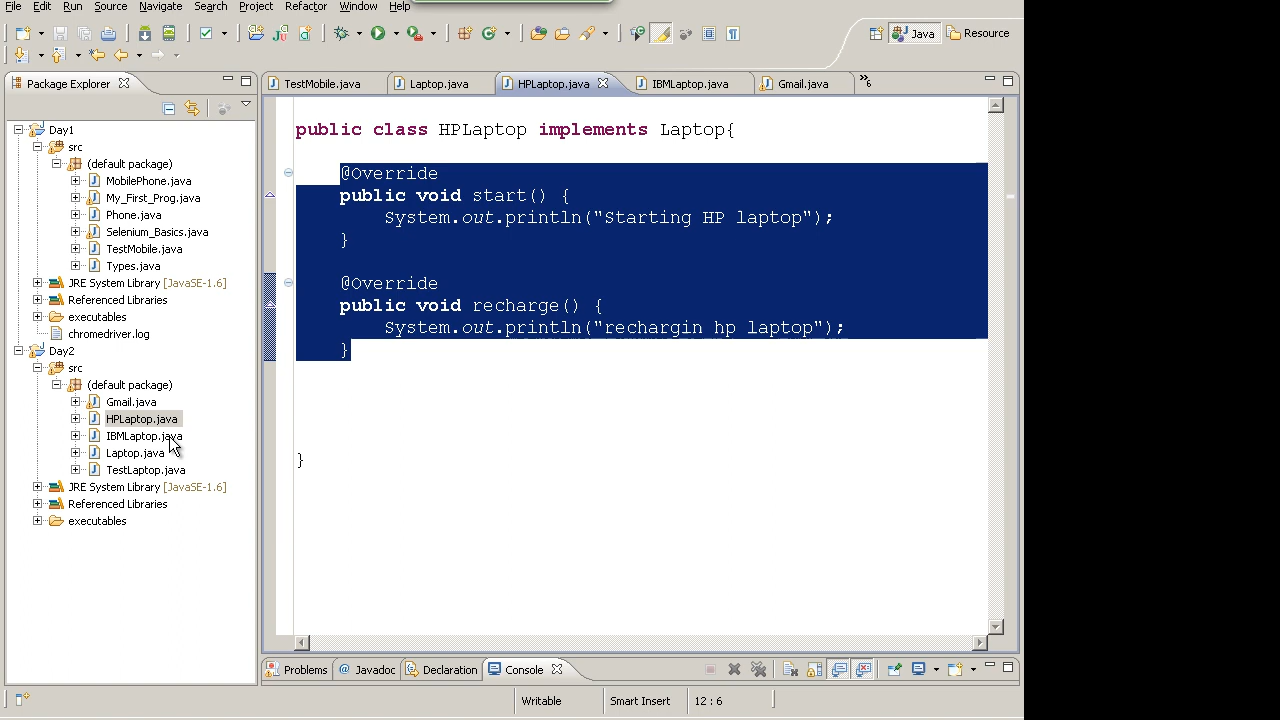 File Edit Run Source Navigate Search Project Refactor Window Help
Java Resource
Package Explorer
TestMobile.java Laptop.java HPLaptop.java IBMLaptop.java Gmail.java
Day1
src
(default package)
MobilePhone.java
My_First_Prog.java
Phone.java
Selenium_Basics.java
TestMobile.java
Types.java
JRE System Library [JavaSE-1.6]
Referenced Libraries
executables
chromedriver.log
Day2
src
(default package)
Gmail.java
HPLaptop.java
IBMLaptop.java
Laptop.java
TestLaptop.java
JRE System Library [JavaSE-1.6]
Referenced Libraries
executables
public class HPLaptop implements Laptop{
@Override
public void start() {
System.out.println("Starting HP laptop");
}
@Override
public void recharge() {
System.out.println("rechargin hp laptop");
}
}
Problems @ Javadoc Declaration Console
Writable Smart Insert 12 : 6